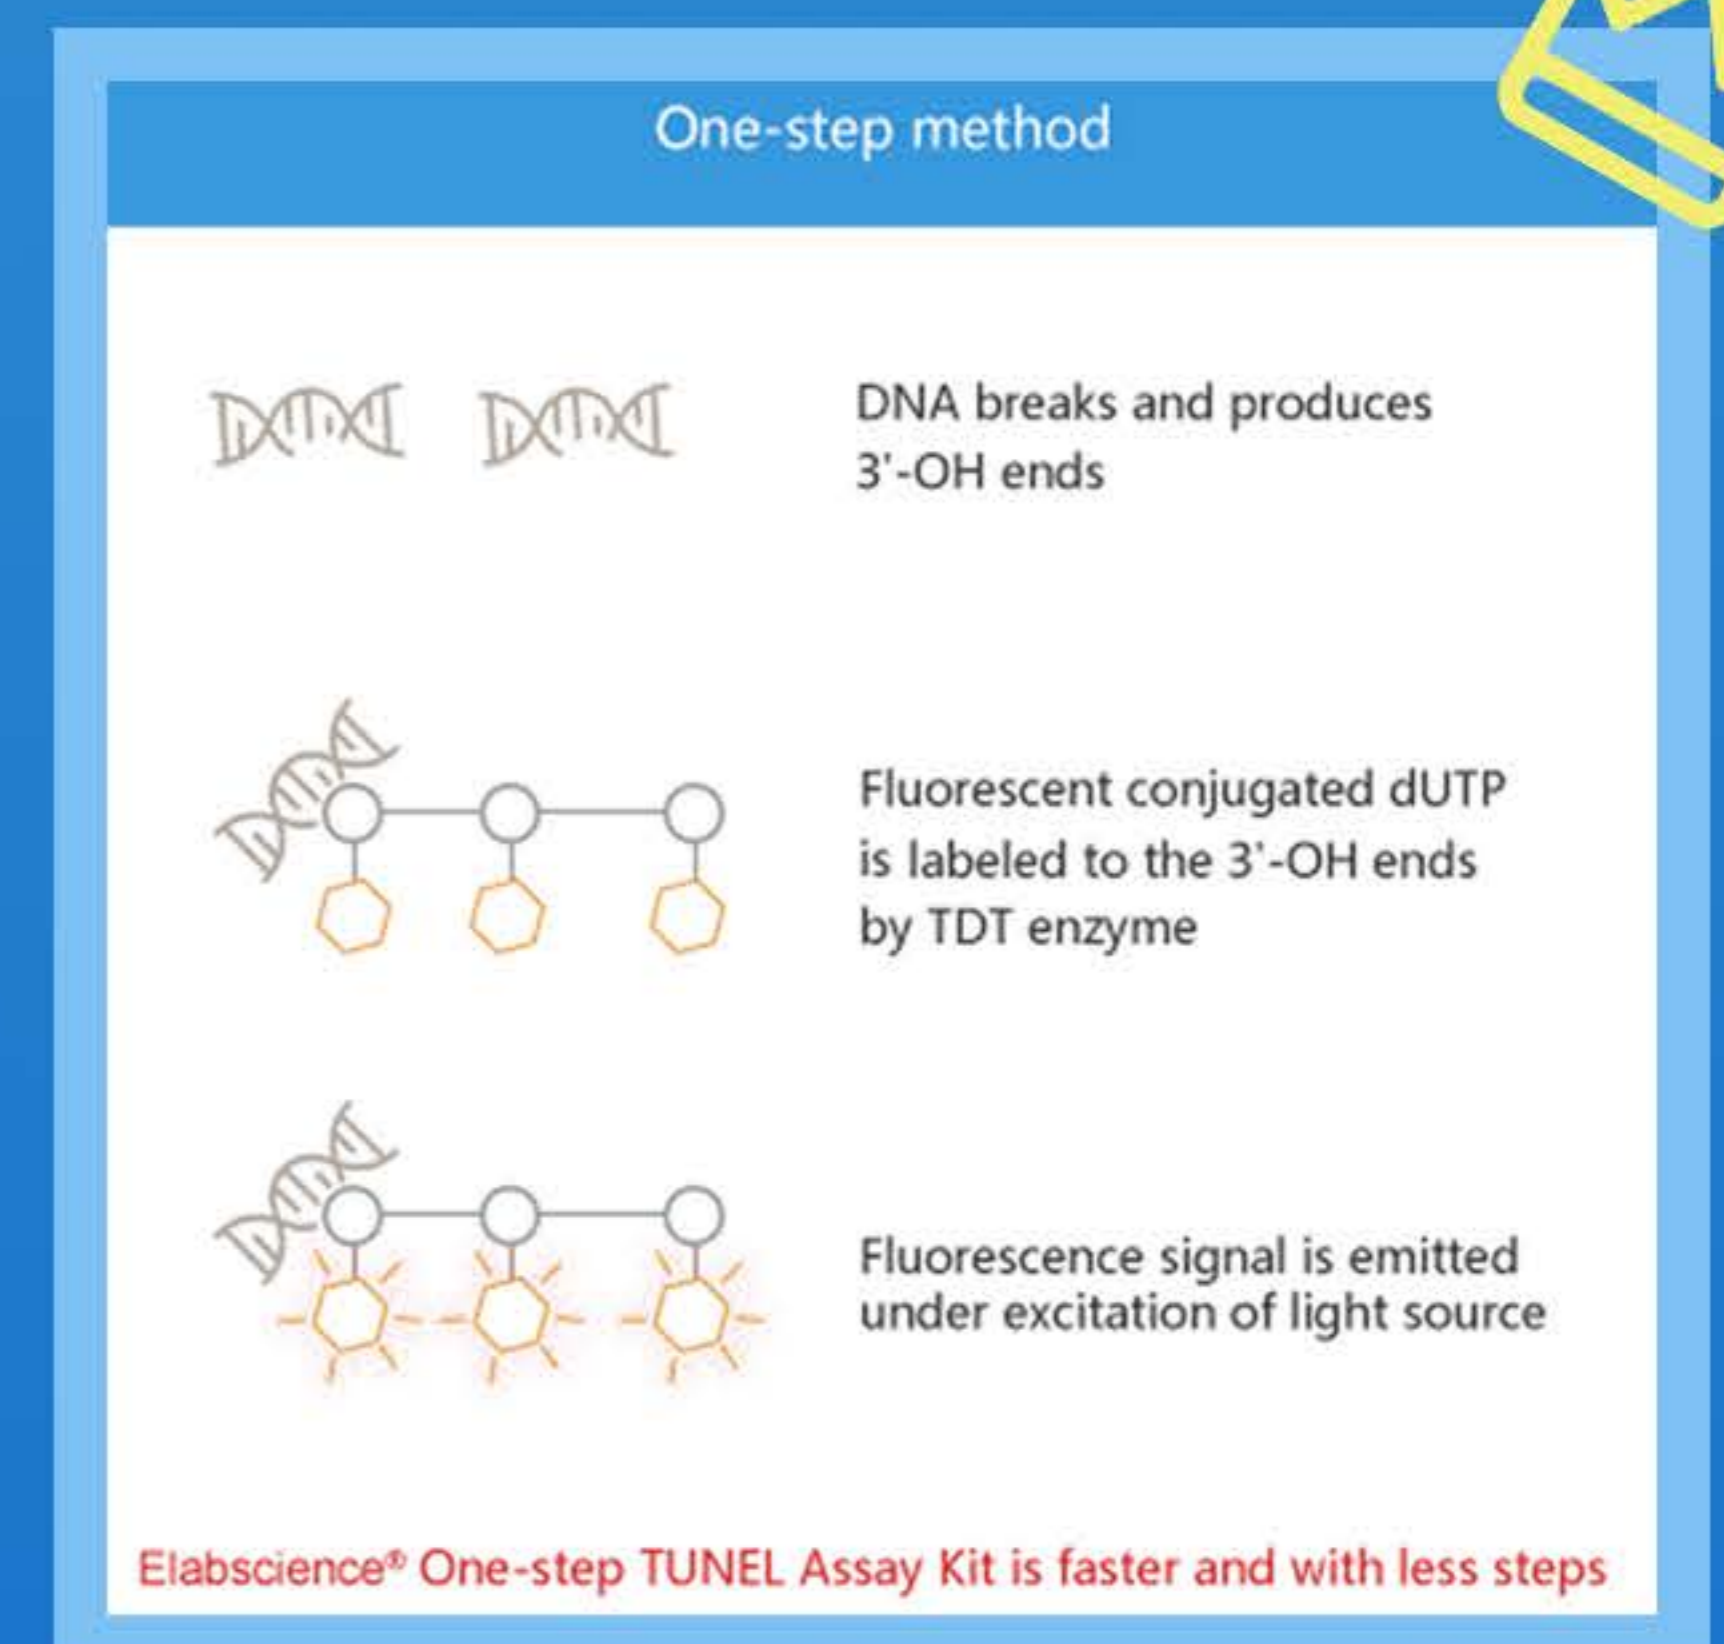 One-step method
DNA breaks and produces
3'-OH ends
Fluorescent conjugated dUTP
is labeled to the 3'-OH ends
by TDT enzyme
Fluorescence signal is emitted
under excitation of light source
Elabscience® One-step TUNEL Assay Kit is faster and with less steps